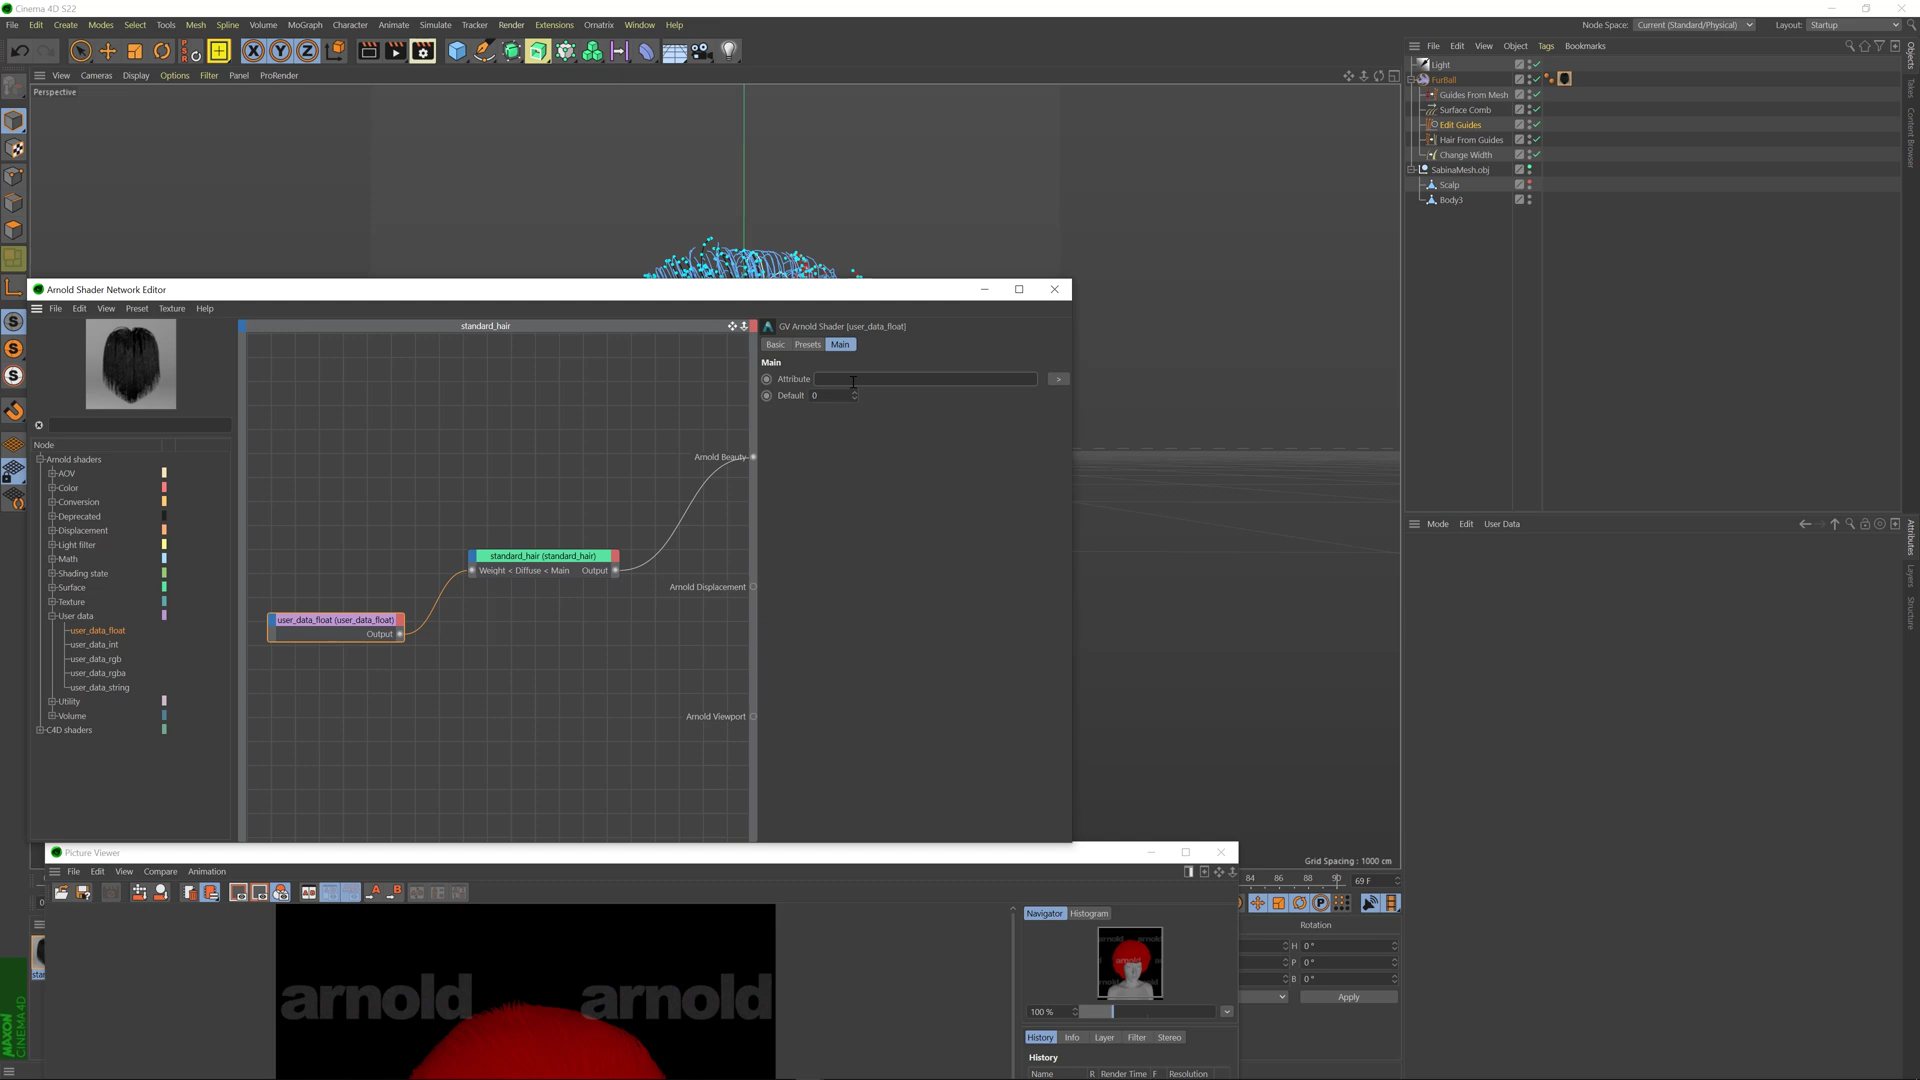 Cinema 4D S22
File Edit Create Modes Select Tools Mesh Spline Volume MoGraph Character Animate Simulate Tracker Render Extensions Ornatrix Window Help
Node Space: Current (Standard/Physical) Layout: Startup
File Edit View Object Tags Bookmarks
View Cameras Display Options Filter Panel ProRender
Perspective
Light
FurBall
Guides From Mesh
Surface Comb
Edit Guides
Hair From Guides
Change Width
SabinaMesh.obj
Scalp
Body3
Objects
Takes
Content Browser
Arnold Shader Network Editor
File Edit View Preset Texture Help
standard_hair
GV Arnold Shader [user_data_float]
Basic Presets Main
Main
Attribute >
Default 0
Node
Arnold shaders
AOV
Color
Conversion
Deprecated
Displacement
Light filter
Math
Shading state
Surface
Texture
User data
user_data_float
user_data_int
user_data_rgb
user_data_rgba
user_data_string
Utility
Volume
C4D shaders
Arnold Beauty
standard_hair (standard_hair)
Weight < Diffuse < Main Output
Arnold Displacement
user_data_float (user_data_float)
Output
Arnold Viewport
Mode Edit User Data
Attributes
Layers
Structure
Picture Viewer
File Edit View Compare Animation
Grid Spacing : 1000 cm
84 86 88 90 69 F
Navigator Histogram
Rotation
H 0 °
P 0 °
B 0 °
Apply
arnold arnold
100 %
History Info Layer Filter Stereo
History
Name R Render Time F Resolution
MAXON
CINEMA4D